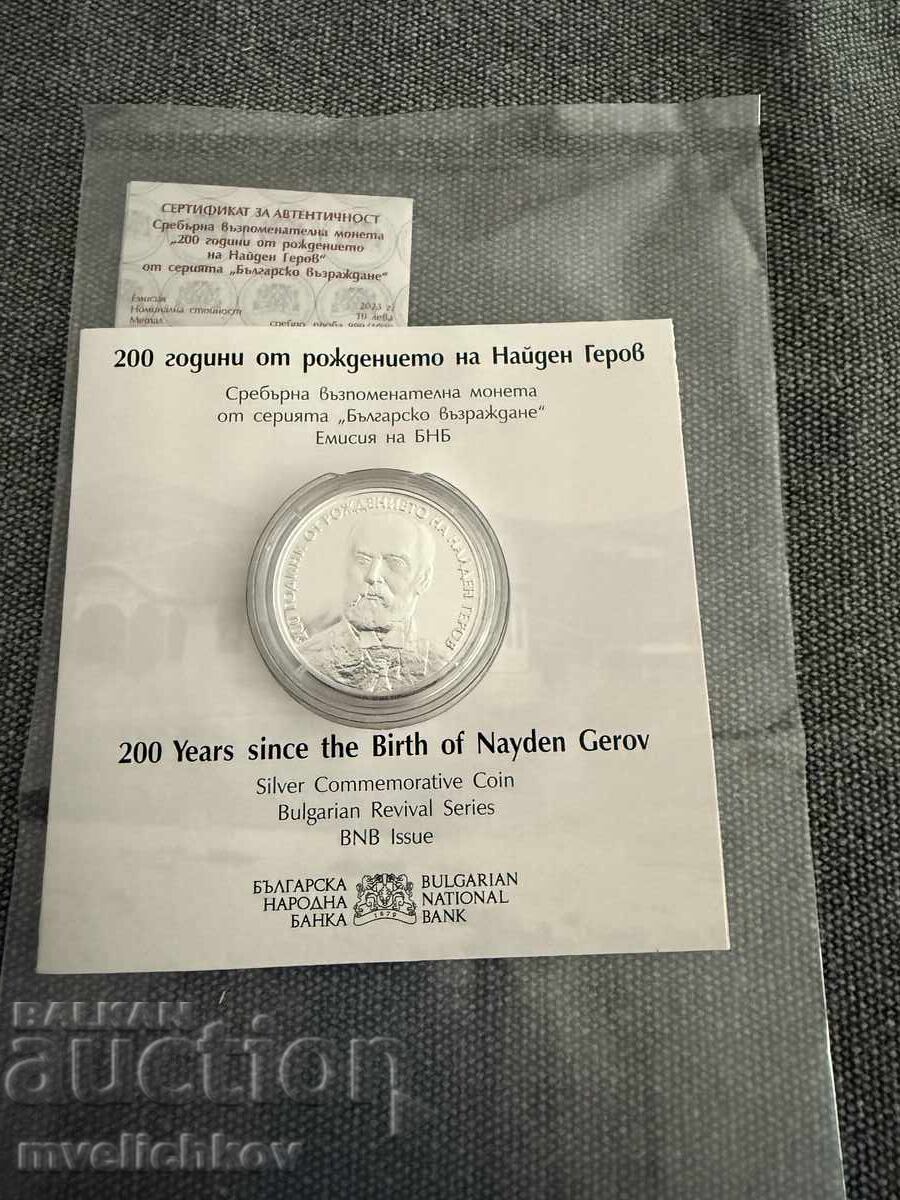 СЕРТИФИКАТ ЗА АВТЕНТИЧНОСТ
Сребърна възпоменателна монета
„200 години от рождението
на Найден Геров“
от серията „Българско възраждане“
Емисия 2023 г.
Номинална стойност 10 лева
Метал сребро, проба
200 години от рождението на Найден Геров
Сребърна възпоменателна монета
от серията „Българско възраждане“
Емисия на БНБ
200 ГОДИНИ ОТ РОЖДЕНИЕТО НА НАЙДЕН ГЕРОВ
200 Years since the Birth of Nayden Gerov
Silver Commemorative Coin
Bulgarian Revival Series
BNB Issue
БЪЛГАРСКА
НАРОДНА
БАНКА
1879
BULGARIAN
NATIONAL
BANK
BALKAN
auction
mvelichkov